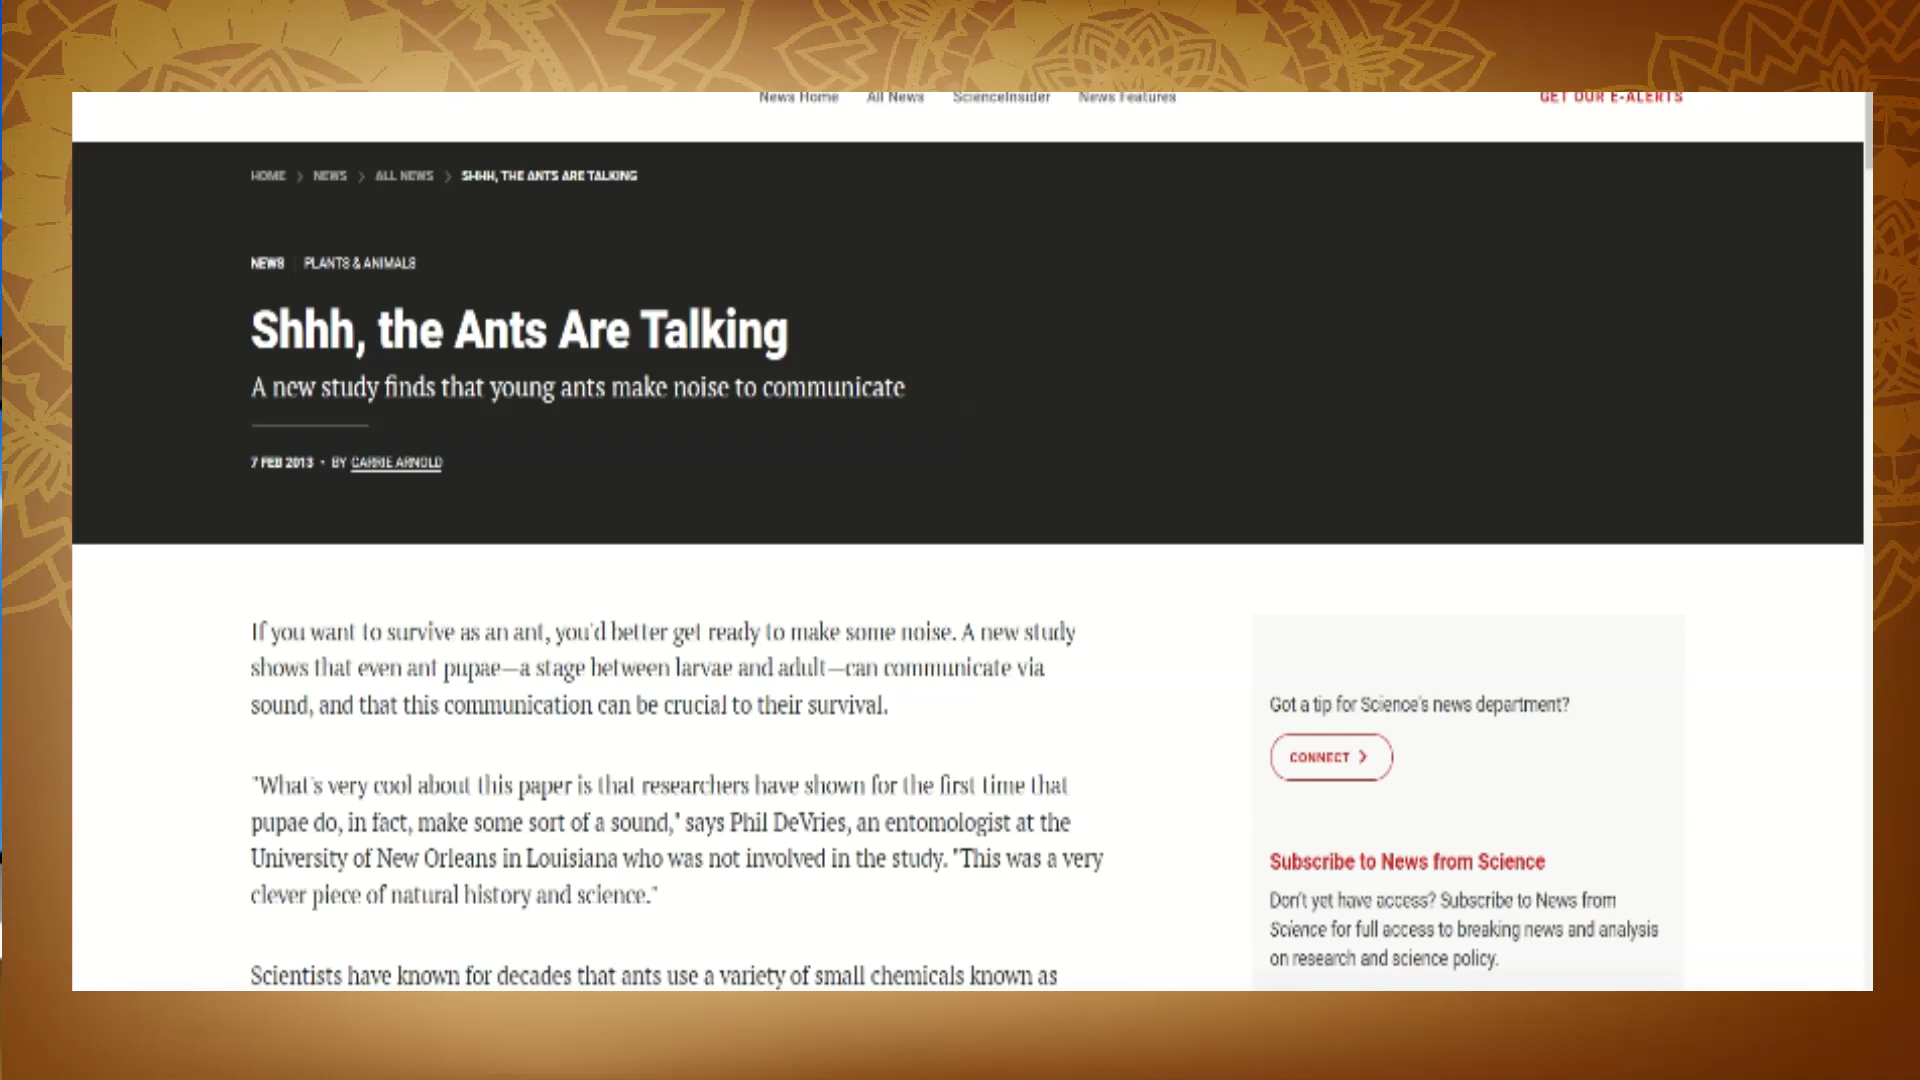 News Home All News ScienceInsider News Features GET OUR E-ALERTS
HOME > NEWS > ALL NEWS > SHHH, THE ANTS ARE TALKING
NEWS PLANTS & ANIMALS
Shhh, the Ants Are Talking
A new study finds that young ants make noise to communicate
7 FEB 2013 • BY CARRIE ARNOLD
If you want to survive as an ant, you'd better get ready to make some noise. A new study
shows that even ant pupae—a stage between larvae and adult—can communicate via
sound, and that this communication can be crucial to their survival.
"What's very cool about this paper is that researchers have shown for the first time that
pupae do, in fact, make some sort of a sound," says Phil DeVries, an entomologist at the
University of New Orleans in Louisiana who was not involved in the study. "This was a very
clever piece of natural history and science."
Scientists have known for decades that ants use a variety of small chemicals known as
Got a tip for Science's news department?
CONNECT >
Subscribe to News from Science
Don't yet have access? Subscribe to News from
Science for full access to breaking news and analysis
on research and science policy.